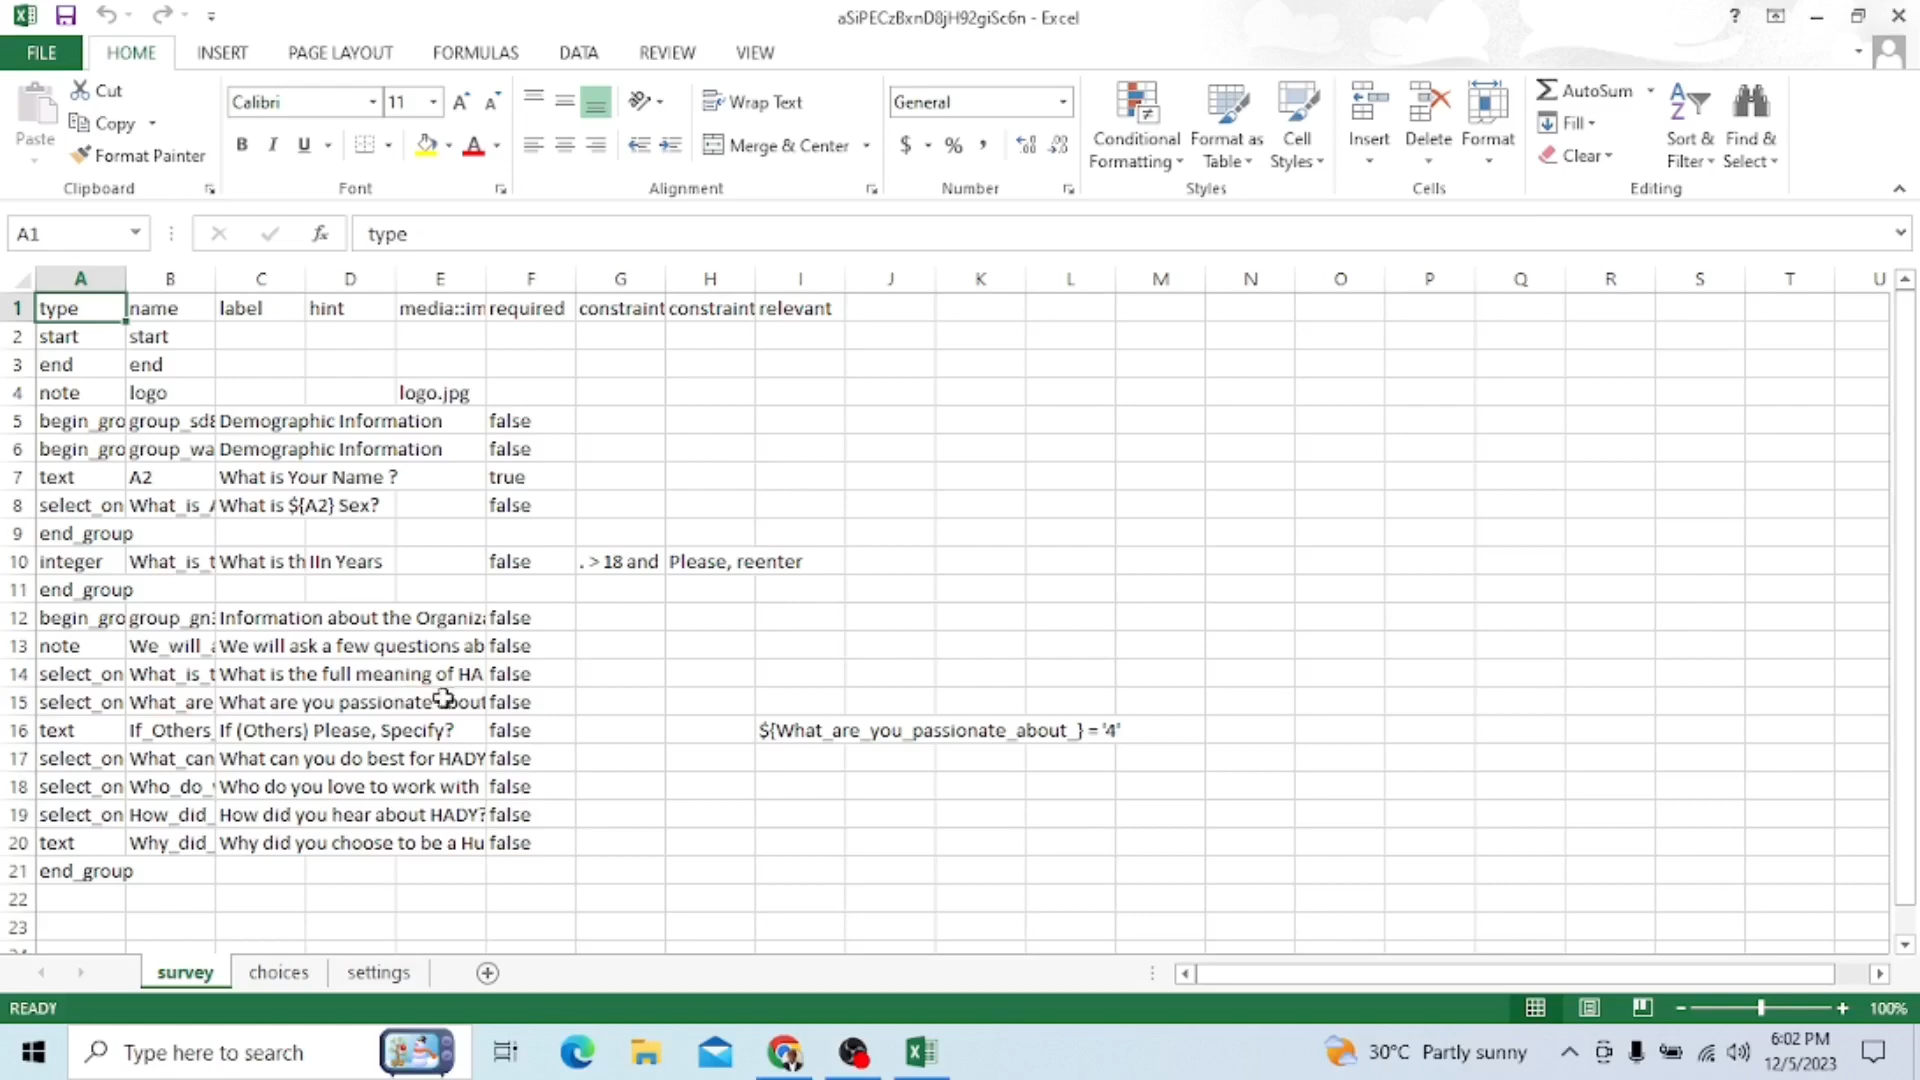 aSiPECzBxnD8jH92giSc6n - Excel
FILE HOME INSERT PAGE LAYOUT FORMULAS DATA REVIEW VIEW
Paste Cut Copy Format Painter
Calibri 11
Wrap Text
Merge & Center
General
Conditional Formatting
Format as Table
Cell Styles
Insert Delete Format
AutoSum
Fill
Clear
Sort & Filter
Find & Select
Clipboard Font Alignment Number Styles Cells Editing
A1 fx type
A B C D E F G H I J K L M N O P Q R S T U
1 type name label hint media::im required constraint constraint relevant
2 start start
3 end end
4 note logo logo.jpg
5 begin_gro group_sd8 Demographic Information false
6 begin_gro group_wa Demographic Information false
7 text A2 What is Your Name ? true
8 select_on What_is_A What is ${A2} Sex? false
9 end_group
10 integer What_is_t What is th IIn Years false . > 18 and Please, reenter
11 end_group
12 begin_gro group_gn3 Information about the Organiza false
13 note We_will_a We will ask a few questions ab false
14 select_on What_is_t What is the full meaning of HA false
15 select_on What_are What are you passionate about false
16 text If_Others_ If (Others) Please, Specify? false ${What_are_you_passionate_about_} = '4'
17 select_on What_can What can you do best for HADY false
18 select_on Who_do_y Who do you love to work with false
19 select_on How_did_ How did you hear about HADY? false
20 text Why_did_ Why did you choose to be a Hu false
21 end_group
22
23
survey choices settings
READY 100%
Type here to search 30°C Partly sunny 6:02 PM
12/5/2023